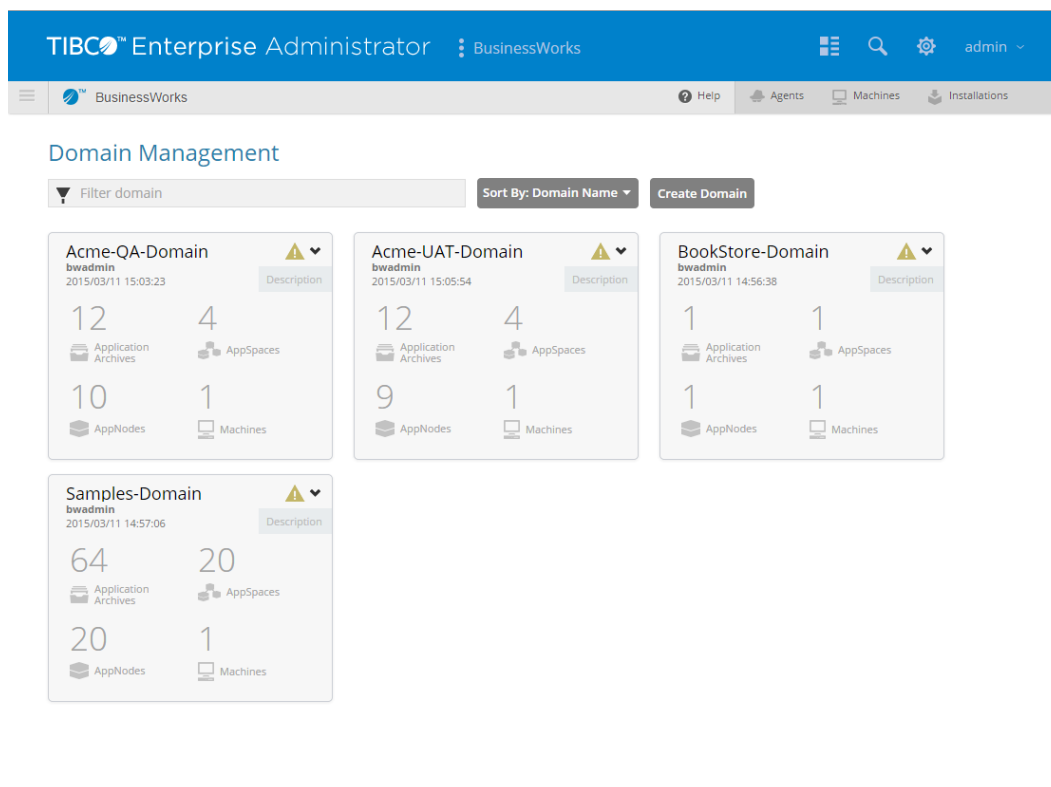 TIBCO™ Enterprise Administrator BusinessWorks admin
™ BusinessWorks Help Agents Machines Installations
Domain Management
Filter domain Sort By: Domain Name Create Domain
Acme-QA-Domain
bwadmin
2015/03/11 15:03:23 Description
12 4
Application Archives AppSpaces
10 1
AppNodes Machines
Acme-UAT-Domain
bwadmin
2015/03/11 15:05:54 Description
12 4
Application Archives AppSpaces
9 1
AppNodes Machines
BookStore-Domain
bwadmin
2015/03/11 14:56:38 Description
1 1
Application Archives AppSpaces
1 1
AppNodes Machines
Samples-Domain
bwadmin
2015/03/11 14:57:06 Description
64 20
Application Archives AppSpaces
20 1
AppNodes Machines